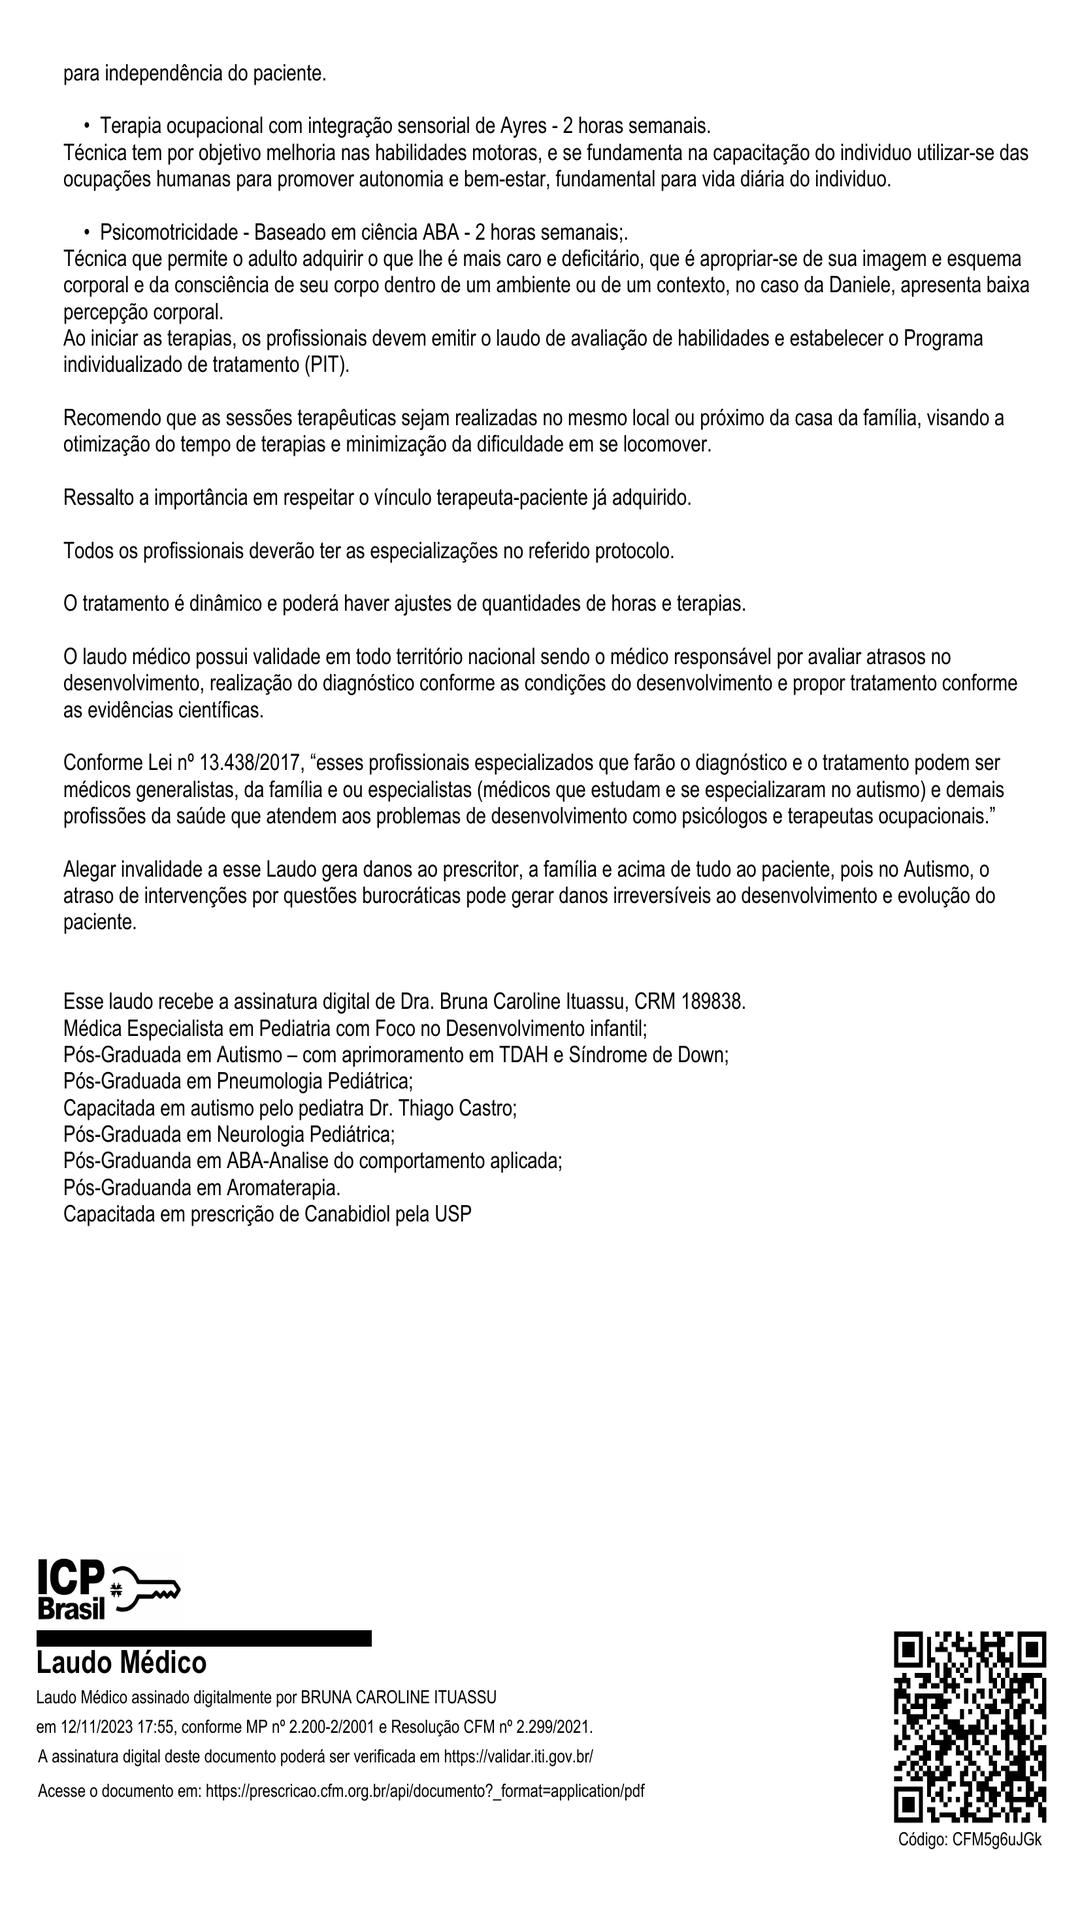 para independência do paciente.
• Terapia ocupacional com integração sensorial de Ayres - 2 horas semanais.
Técnica tem por objetivo melhoria nas habilidades motoras, e se fundamenta na capacitação do individuo utilizar-se das
ocupações humanas para promover autonomia e bem-estar, fundamental para vida diária do individuo.
• Psicomotricidade - Baseado em ciência ABA - 2 horas semanais;.
Técnica que permite o adulto adquirir o que lhe é mais caro e deficitário, que é apropriar-se de sua imagem e esquema
corporal e da consciência de seu corpo dentro de um ambiente ou de um contexto, no caso da Daniele, apresenta baixa
percepção corporal.
Ao iniciar as terapias, os profissionais devem emitir o laudo de avaliação de habilidades e estabelecer o Programa
individualizado de tratamento (PIT).
Recomendo que as sessões terapêuticas sejam realizadas no mesmo local ou próximo da casa da família, visando a
otimização do tempo de terapias e minimização da dificuldade em se locomover.
Ressalto a importância em respeitar o vínculo terapeuta-paciente já adquirido.
Todos os profissionais deverão ter as especializações no referido protocolo.
O tratamento é dinâmico e poderá haver ajustes de quantidades de horas e terapias.
O laudo médico possui validade em todo território nacional sendo o médico responsável por avaliar atrasos no
desenvolvimento, realização do diagnóstico conforme as condições do desenvolvimento e propor tratamento conforme
as evidências científicas.
Conforme Lei nº 13.438/2017, “esses profissionais especializados que farão o diagnóstico e o tratamento podem ser
médicos generalistas, da família e ou especialistas (médicos que estudam e se especializaram no autismo) e demais
profissões da saúde que atendem aos problemas de desenvolvimento como psicólogos e terapeutas ocupacionais.”
Alegar invalidade a esse Laudo gera danos ao prescritor, a família e acima de tudo ao paciente, pois no Autismo, o
atraso de intervenções por questões burocráticas pode gerar danos irreversíveis ao desenvolvimento e evolução do
paciente.
Esse laudo recebe a assinatura digital de Dra. Bruna Caroline Ituassu, CRM 189838.
Médica Especialista em Pediatria com Foco no Desenvolvimento infantil;
Pós-Graduada em Autismo – com aprimoramento em TDAH e Síndrome de Down;
Pós-Graduada em Pneumologia Pediátrica;
Capacitada em autismo pelo pediatra Dr. Thiago Castro;
Pós-Graduada em Neurologia Pediátrica;
Pós-Graduanda em ABA-Analise do comportamento aplicada;
Pós-Graduanda em Aromaterapia.
Capacitada em prescrição de Canabidiol pela USP
ICP
Brasil
Laudo Médico
Laudo Médico assinado digitalmente por BRUNA CAROLINE ITUASSU
em 12/11/2023 17:55, conforme MP nº 2.200-2/2001 e Resolução CFM nº 2.299/2021.
A assinatura digital deste documento poderá ser verificada em https://validar.iti.gov.br/
Acesse o documento em: https://prescricao.cfm.org.br/api/documento?_format=application/pdf
Código: CFM5g6uJGk